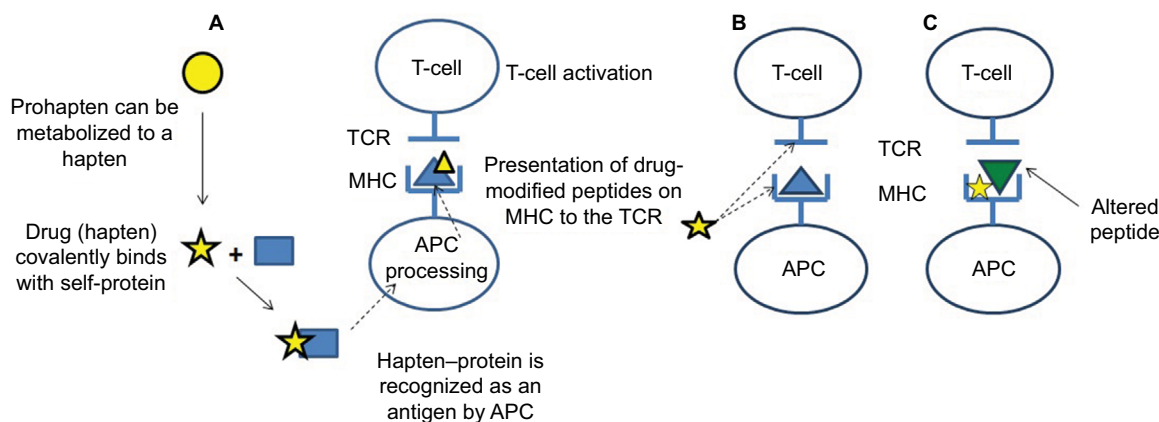 A
Prohapten can be
metabolized to a
hapten
Drug (hapten)
covalently binds
with self-protein
+
Hapten–protein is
recognized as an
antigen by APC
T-cell
T-cell activation
TCR
MHC
APC
processing
Presentation of drug-
modified peptides on
MHC to the TCR
B
T-cell
APC
C
T-cell
TCR
MHC
Altered
peptide
APC